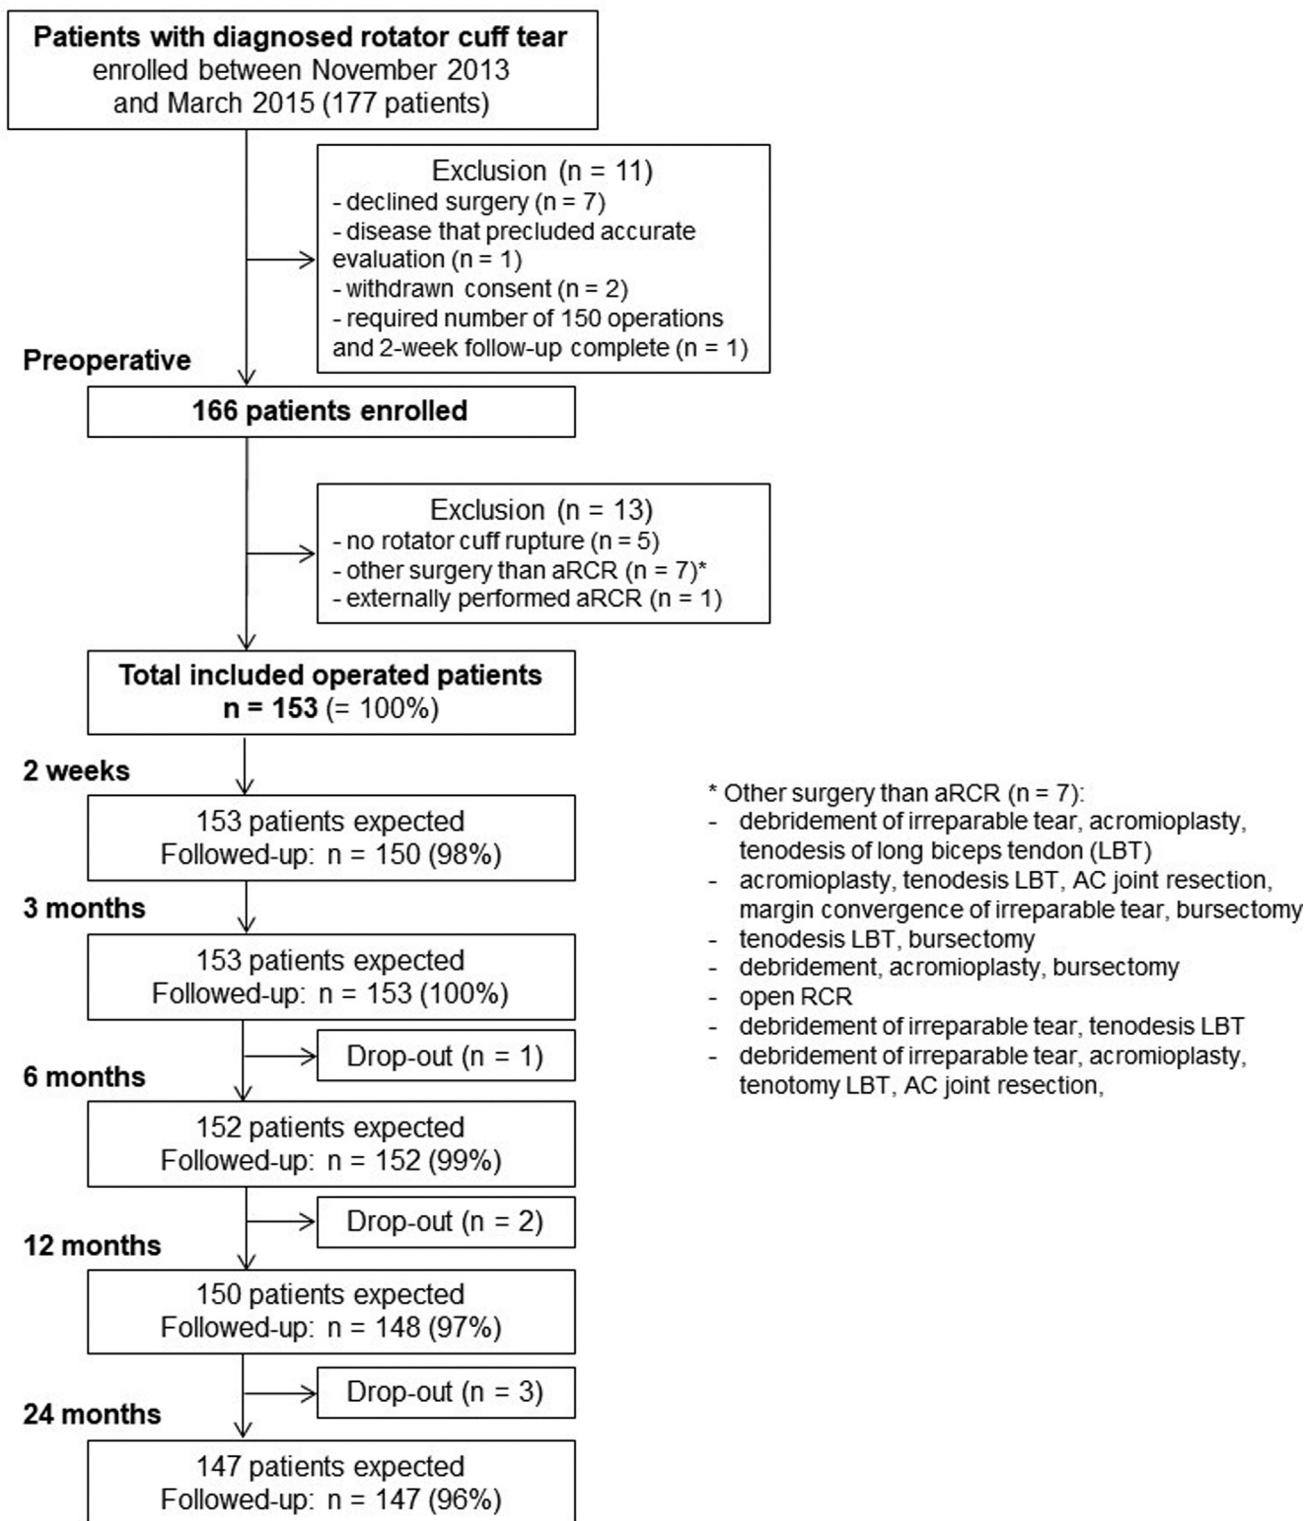 Patients with diagnosed rotator cuff tear
enrolled between November 2013
and March 2015 (177 patients)
Exclusion (n = 11)
- declined surgery (n = 7)
- disease that precluded accurate
evaluation (n = 1)
- withdrawn consent (n = 2)
- required number of 150 operations
and 2-week follow-up complete (n = 1)
Preoperative
166 patients enrolled
Exclusion (n = 13)
- no rotator cuff rupture (n = 5)
- other surgery than aRCR (n = 7)*
- externally performed aRCR (n = 1)
Total included operated patients
n = 153 (= 100%)
2 weeks
153 patients expected
Followed-up: n = 150 (98%)
3 months
153 patients expected
Followed-up: n = 153 (100%)
Drop-out (n = 1)
6 months
152 patients expected
Followed-up: n = 152 (99%)
Drop-out (n = 2)
12 months
150 patients expected
Followed-up: n = 148 (97%)
Drop-out (n = 3)
24 months
147 patients expected
Followed-up: n = 147 (96%)
* Other surgery than aRCR (n = 7):
- debridement of irreparable tear, acromioplasty,
tenodesis of long biceps tendon (LBT)
- acromioplasty, tenodesis LBT, AC joint resection,
margin convergence of irreparable tear, bursectomy
- tenodesis LBT, bursectomy
- debridement, acromioplasty, bursectomy
- open RCR
- debridement of irreparable tear, tenodesis LBT
- debridement of irreparable tear, acromioplasty,
tenotomy LBT, AC joint resection,